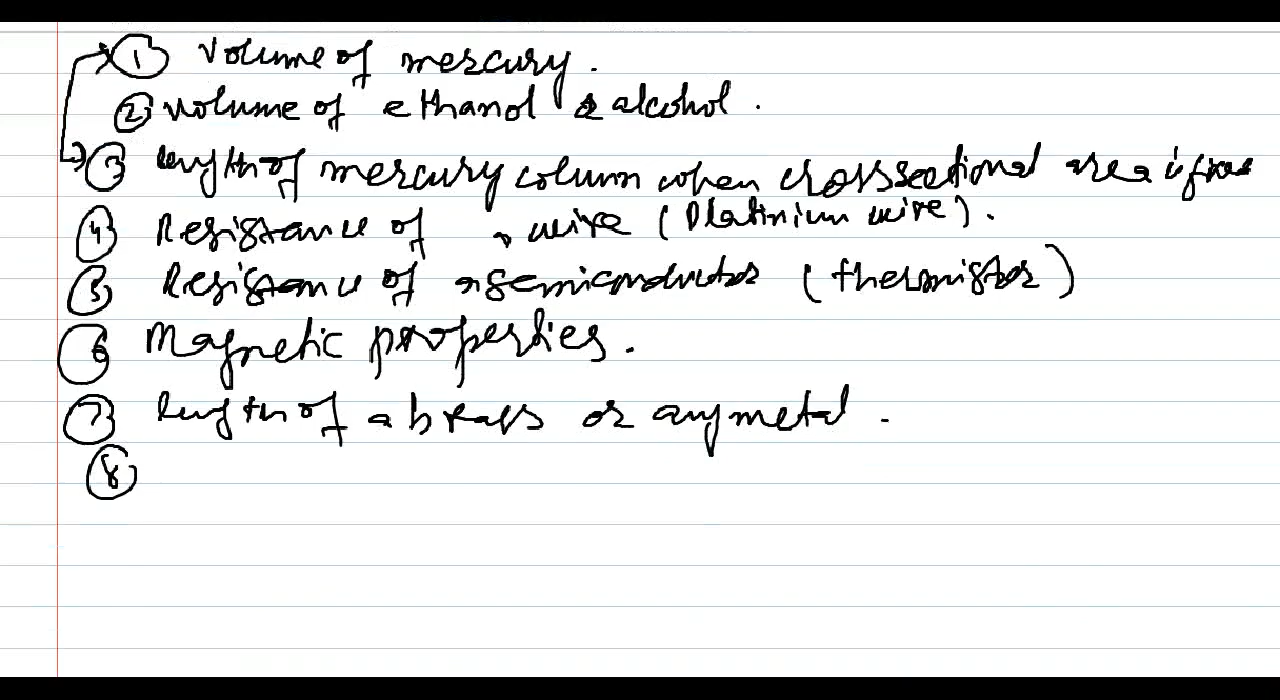 ① Volume of mercury.
② volume of ethanol & alcohol.
③ length of mercury column when crosssectional area is fixed
④ Resistance of wire (Platinium wire).
⑤ Resistance of semiconductor (thermistor)
⑥ Magnetic properties.
⑦ length of a brass or any metal.
⑧